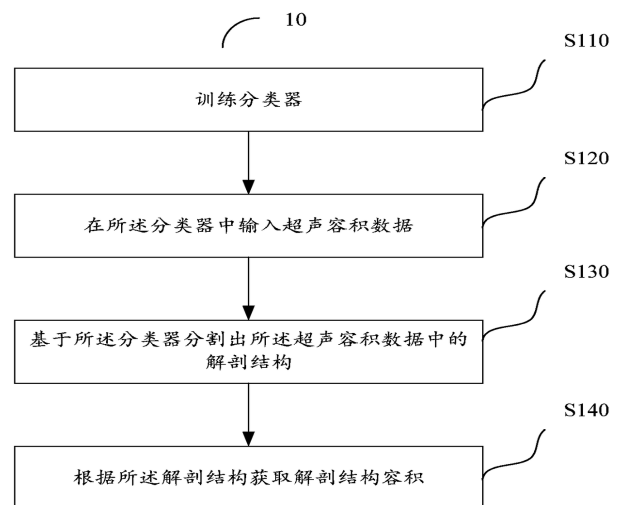 10
S110
训练分类器
S120
在所述分类器中输入超声容积数据
S130
基于所述分类器分割出所述超声容积数据中的
解剖结构
S140
根据所述解剖结构获取解剖结构容积